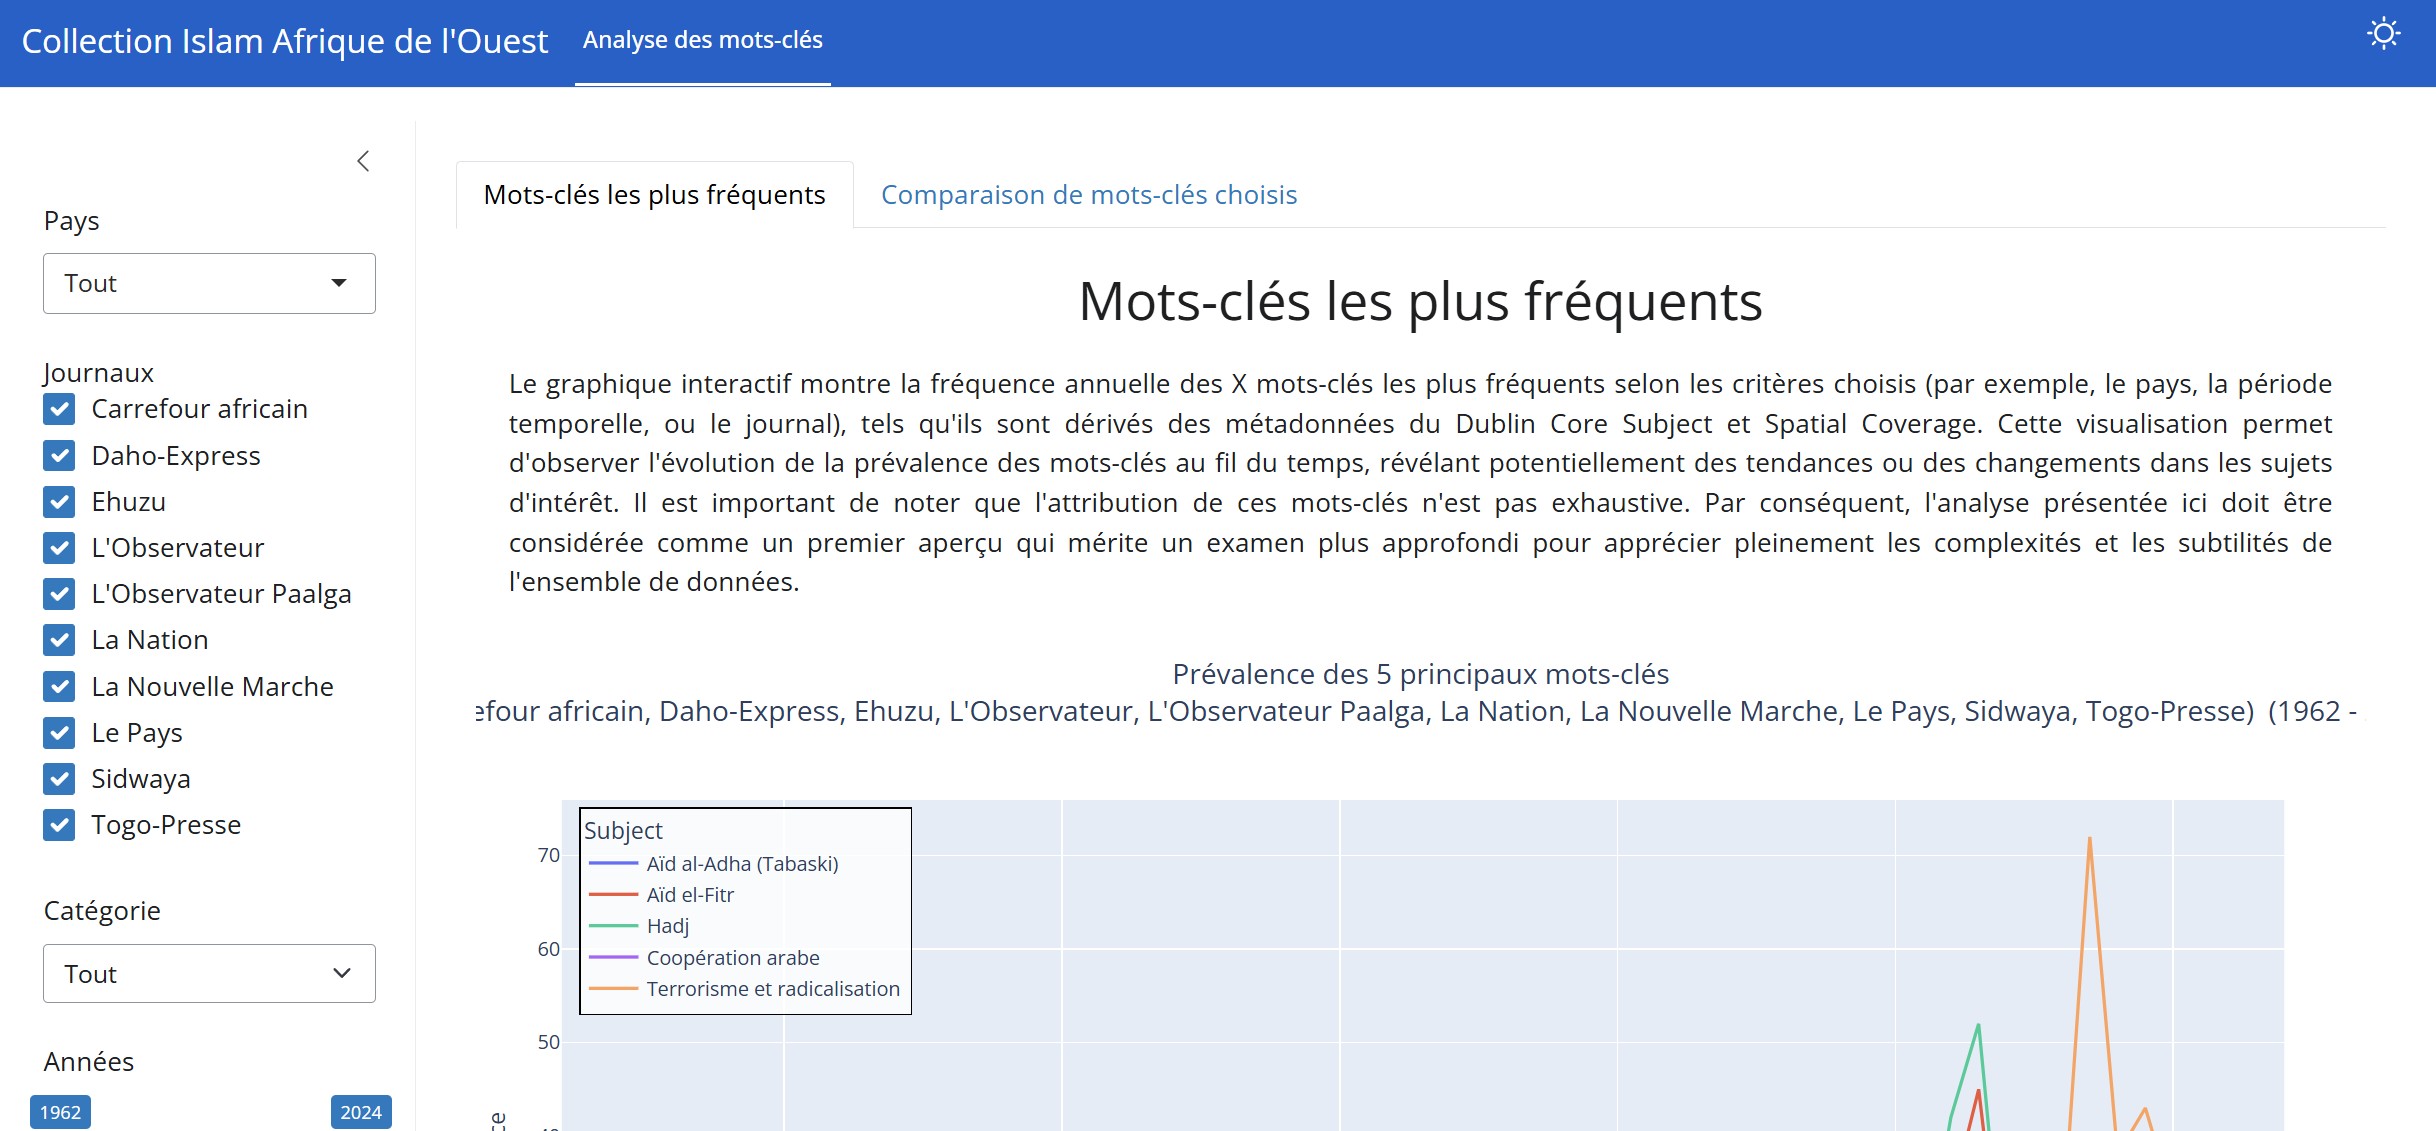 Collection Islam Afrique de l'Ouest
Analyse des mots-clés
Pays
Tout
Journaux
Carrefour africain
Daho-Express
Ehuzu
L'Observateur
L'Observateur Paalga
La Nation
La Nouvelle Marche
Le Pays
Sidwaya
Togo-Presse
Catégorie
Tout
Années
1962
2024
Mots-clés les plus fréquents
Comparaison de mots-clés choisis
Mots-clés les plus fréquents
Le graphique interactif montre la fréquence annuelle des X mots-clés les plus fréquents selon les critères choisis (par exemple, le pays, la période
temporelle, ou le journal), tels qu'ils sont dérivés des métadonnées du Dublin Core Subject et Spatial Coverage. Cette visualisation permet
d'observer l'évolution de la prévalence des mots-clés au fil du temps, révélant potentiellement des tendances ou des changements dans les sujets
d'intérêt. Il est important de noter que l'attribution de ces mots-clés n'est pas exhaustive. Par conséquent, l'analyse présentée ici doit être
considérée comme un premier aperçu qui mérite un examen plus approfondi pour apprécier pleinement les complexités et les subtilités de
l'ensemble de données.
Prévalence des 5 principaux mots-clés
efour africain, Daho-Express, Ehuzu, L'Observateur, L'Observateur Paalga, La Nation, La Nouvelle Marche, Le Pays, Sidwaya, Togo-Presse) (1962 -
Subject
Aïd al-Adha (Tabaski)
Aïd el-Fitr
Hadj
Coopération arabe
Terrorisme et radicalisation
70
60
50